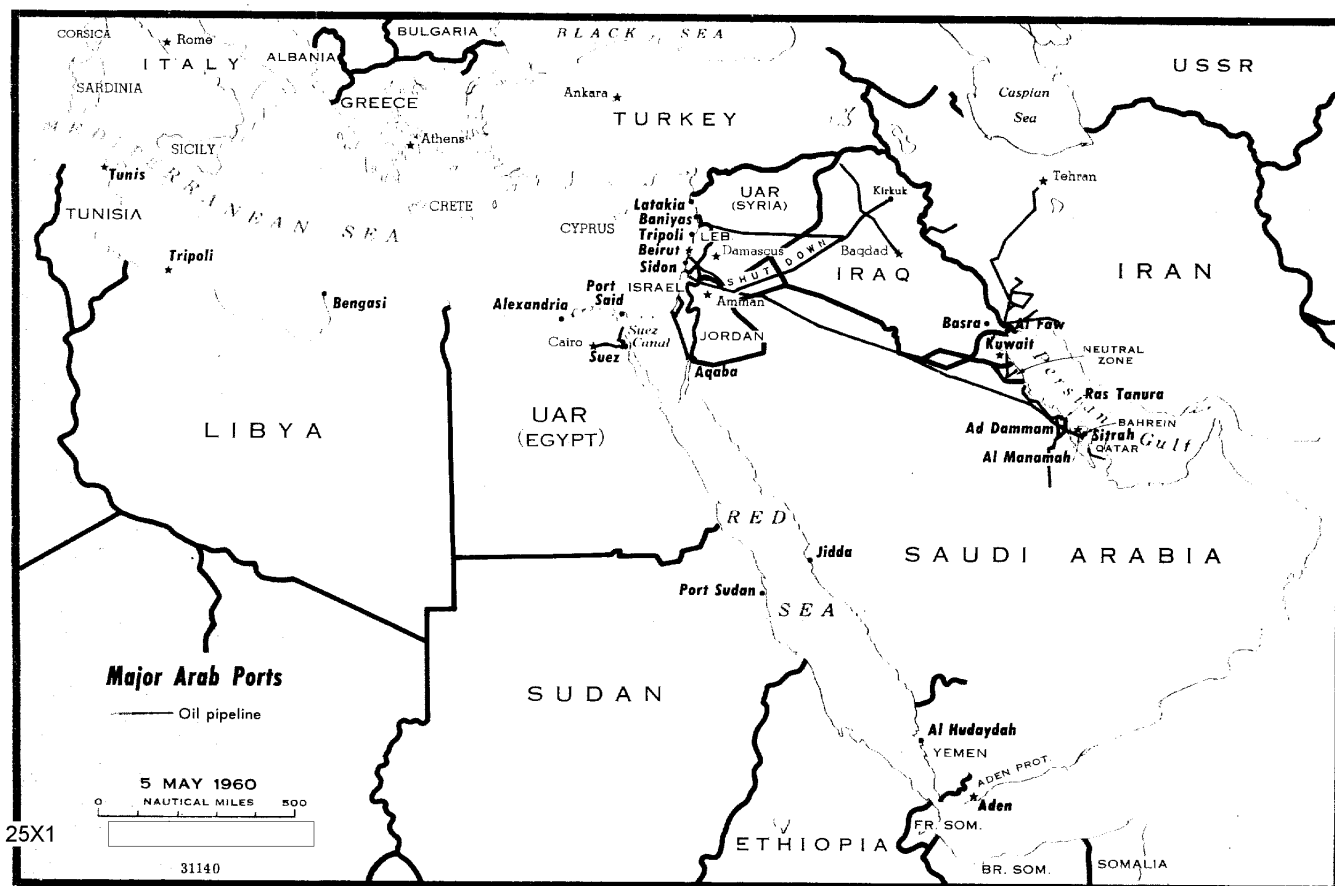 CORSICA
Rome
ITALY
ALBANIA
BULGARIA
BLACK SEA
USSR
SARDINIA
GREECE
Ankara
TURKEY
Caspian
Sea
MEDITERRANEAN SEA
SICILY
Athens
Tunis
TUNISIA
CRETE
CYPRUS
Latakia
Baniyas
Tripoli
Beirut
Sidon
UAR
(SYRIA)
LEB.
Damascus
SHUT DOWN
Kirkuk
Bagdad
IRAQ
Tehran
IRAN
Tripoli
Bengasi
Alexandria
Port
Said
ISRAEL
Amman
JORDAN
Cairo
Suez
Suez
Canal
Aqaba
Basra
Al Faw
Kuwait
NEUTRAL
ZONE
Persian Gulf
Ras Tanura
BAHREIN
Ad Dammam
Sitrah
QATAR
Al Manamah
LIBYA
UAR
(EGYPT)
RED
SEA
Jidda
SAUDI ARABIA
Port Sudan
SUDAN
Al Hudaydah
YEMEN
ADEN PROT.
Aden
FR. SOM.
ETHIOPIA
BR. SOM.
SOMALIA
Major Arab Ports
Oil pipeline
5 MAY 1960
0 NAUTICAL MILES 500
25X1
31140